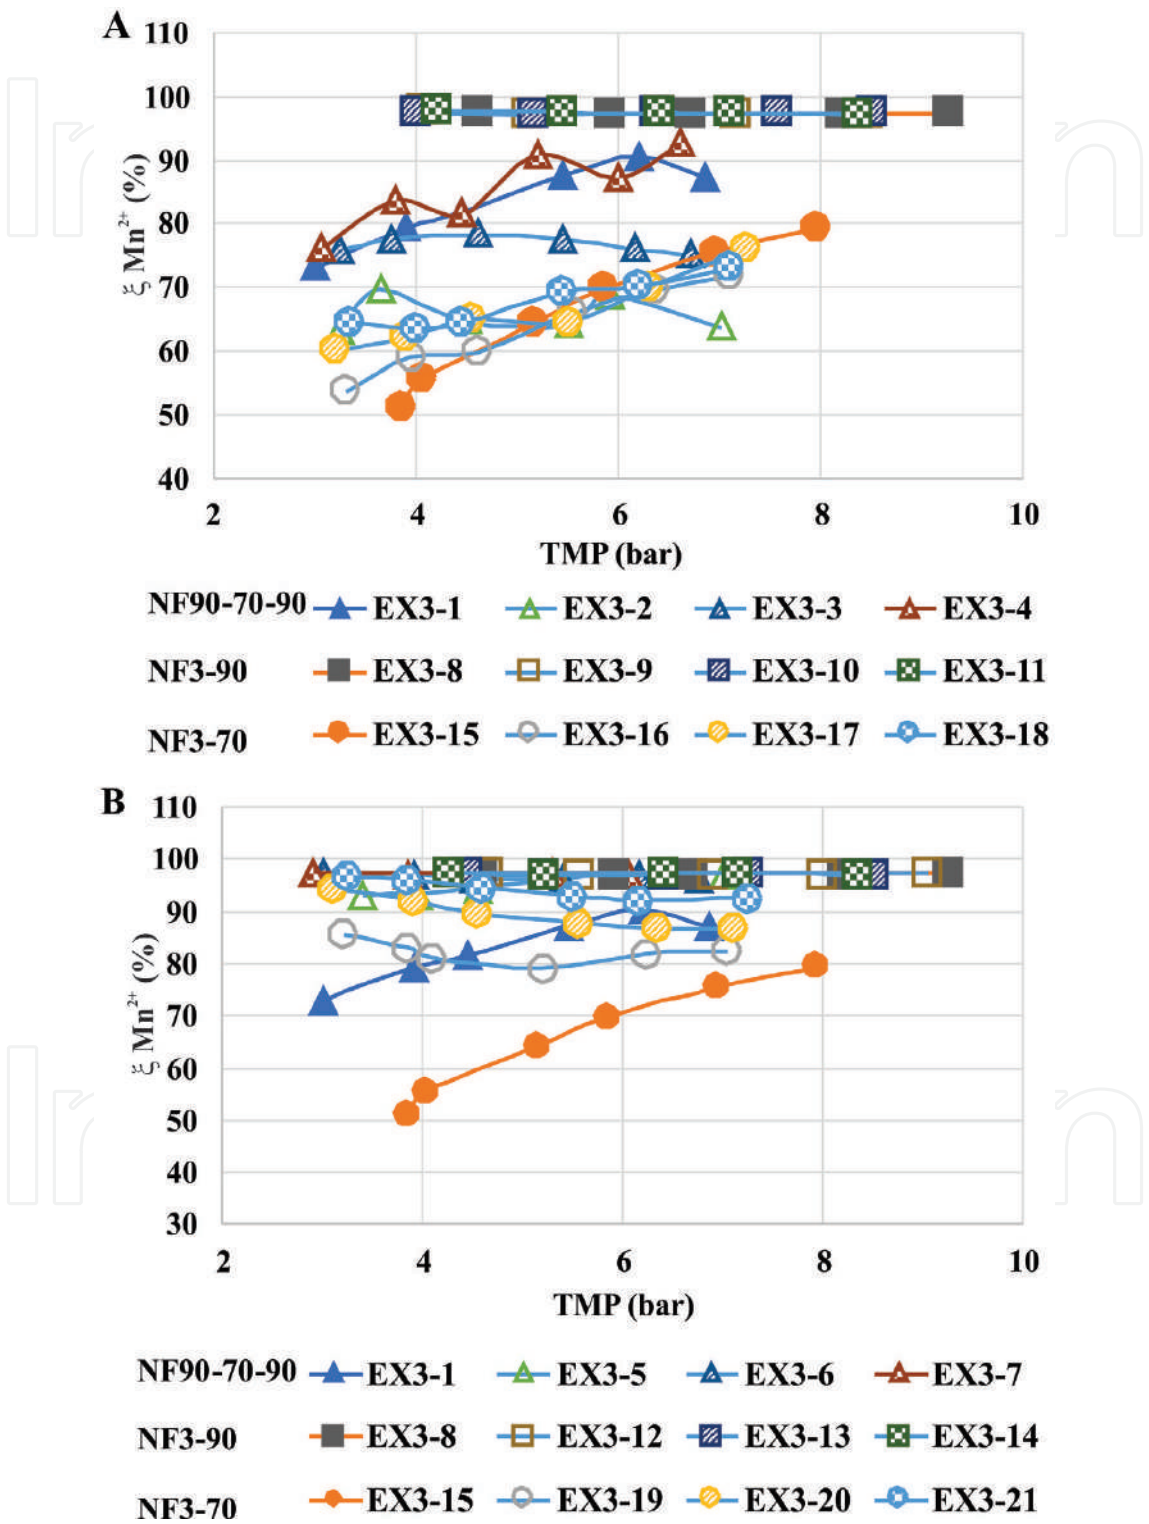 A
110
100
90
80
70
60
50
40
ξ Mn²⁺ (%)
2 4 6 8 10
TMP (bar)
NF90-70-90 EX3-1 EX3-2 EX3-3 EX3-4
NF3-90 EX3-8 EX3-9 EX3-10 EX3-11
NF3-70 EX3-15 EX3-16 EX3-17 EX3-18
B
110
100
90
80
70
60
50
40
30
ξ Mn²⁺ (%)
2 4 6 8 10
TMP (bar)
NF90-70-90 EX3-1 EX3-5 EX3-6 EX3-7
NF3-90 EX3-8 EX3-12 EX3-13 EX3-14
NF3-70 EX3-15 EX3-19 EX3-20 EX3-21